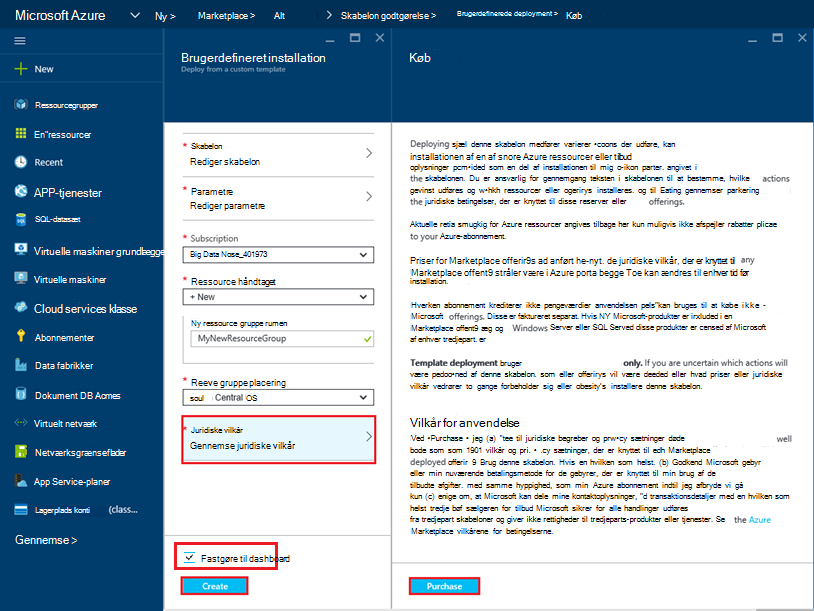 Microsoft Azure
Ny >
Marketplace >
Alt
Skabelon godtgørelse >
Brugerdefinerede deployment >
Køb
New
Ressourcegrupper
En"ressourcer
Recent
APP-tjenester
SQL-datasæt
Virtuelle maskiner grundlægge
Virtuelle maskiner
Cloud services klasse
Abonnementer
Data fabrikker
Dokument DB Aomes
Virtuelt netværk
Netværksgrænseflader
App Service-planer
Lagerplads konti (class...
Gennemse >
Brugerdefineret installation
Deploy from a custom template
* Skabelon
Rediger skabelon
* Parametre
Rediger parametre
* Subscription
Big Data Nose_401973
* Ressource håndtaget
+ New
Ny ressource gruppe rumen
MyNewResourceGroup
* Reeve gruppeplacering
soul Central OS
* Juridiske vilkår
Gennemse juridiske vilkår
Fastgøre til dashboard
Create
Køb
Deploying sjæl denne skabelon medfører varierer •coons der udføre, kan
installationen af en af snore Azure ressourcer eller tilbud
oplysninger pcm•ided som en del af installationen til mig o-ikon parter. angivet i
the skabelonen. Du er ansvarlig for gennemgang teksten i skabelonen til at bestemme, hvilke actions
gevinst udføres og w•hkh ressourcer eller ogerirys installeres. og til Eating gennemser parkering
the juridiske betingelser, der er knyttet til disse reserver eller offerings.
Aktuelle retia smugkig for Azure ressourcer angives tilbage her kun muligvis ikke afspejler rabatter plicae
to your Azure-abonnement.
Priser for Marketplace offerir9s ad anført he-nyt. de juridiske vilkår, der er knyttet til any
Marketplace offent9 stråler være i Azure porta begge Toe kan ændres til enhver tid før
installation.
Hverken abonnement krediterer ikke pengeværdier anvendelsen pels"kan bruges til at købe ikke -
Microsoft offerings. Disse er faktureret separat. Hvis NY Microsoft-produkter er irxluded i en
Marketplace offent9 æg og Windows Server eller SQL Served disse produkter er censed af Microsoft
af enhver tredjepart. er
Template deployment bruger only. If you are uncertain which actions will
være pedoo•ned af denne skabelon. som eller offerirys vil være deeded eller hvad priser eller juridiske
vilkår vedrører to gange forbeholder sig eller obesity's installere denne skabelon.
Vilkår for anvendelse
Ved •Purchase • jeg (a) "tee til juridiske begreber og prw•cy sætninger døde well
bode som som 1901 vilkår og pri. • .cy sætninger, der er knyttet til edh Marketplace
deployed offerir 9 Brug denne skabelon. Hvis en hvilken som helst. (b) Godkend Microsoft gebyr
eller min nuværende betalingsmetode for de gebyrer, der er knyttet til min brug af de
tilbudte afgifter. med samme hyppighed, som min Azure abonnement indtil jeg afbryde vi gå
kun (c) enige om, at Microsoft kan dele mine kontaktoplysninger, "d transaktionsdetaljer med en hvilken som
helst tredje bøf sælgeren for tilbud Microsoft sikrer for alle handlinger udføres
fra tredjepart skabeloner og giver ikke rettigheder til tredjeparts-produkter eller tjenester. Se the Azure
Marketplace vilkårene for betingelserne.
Purchase